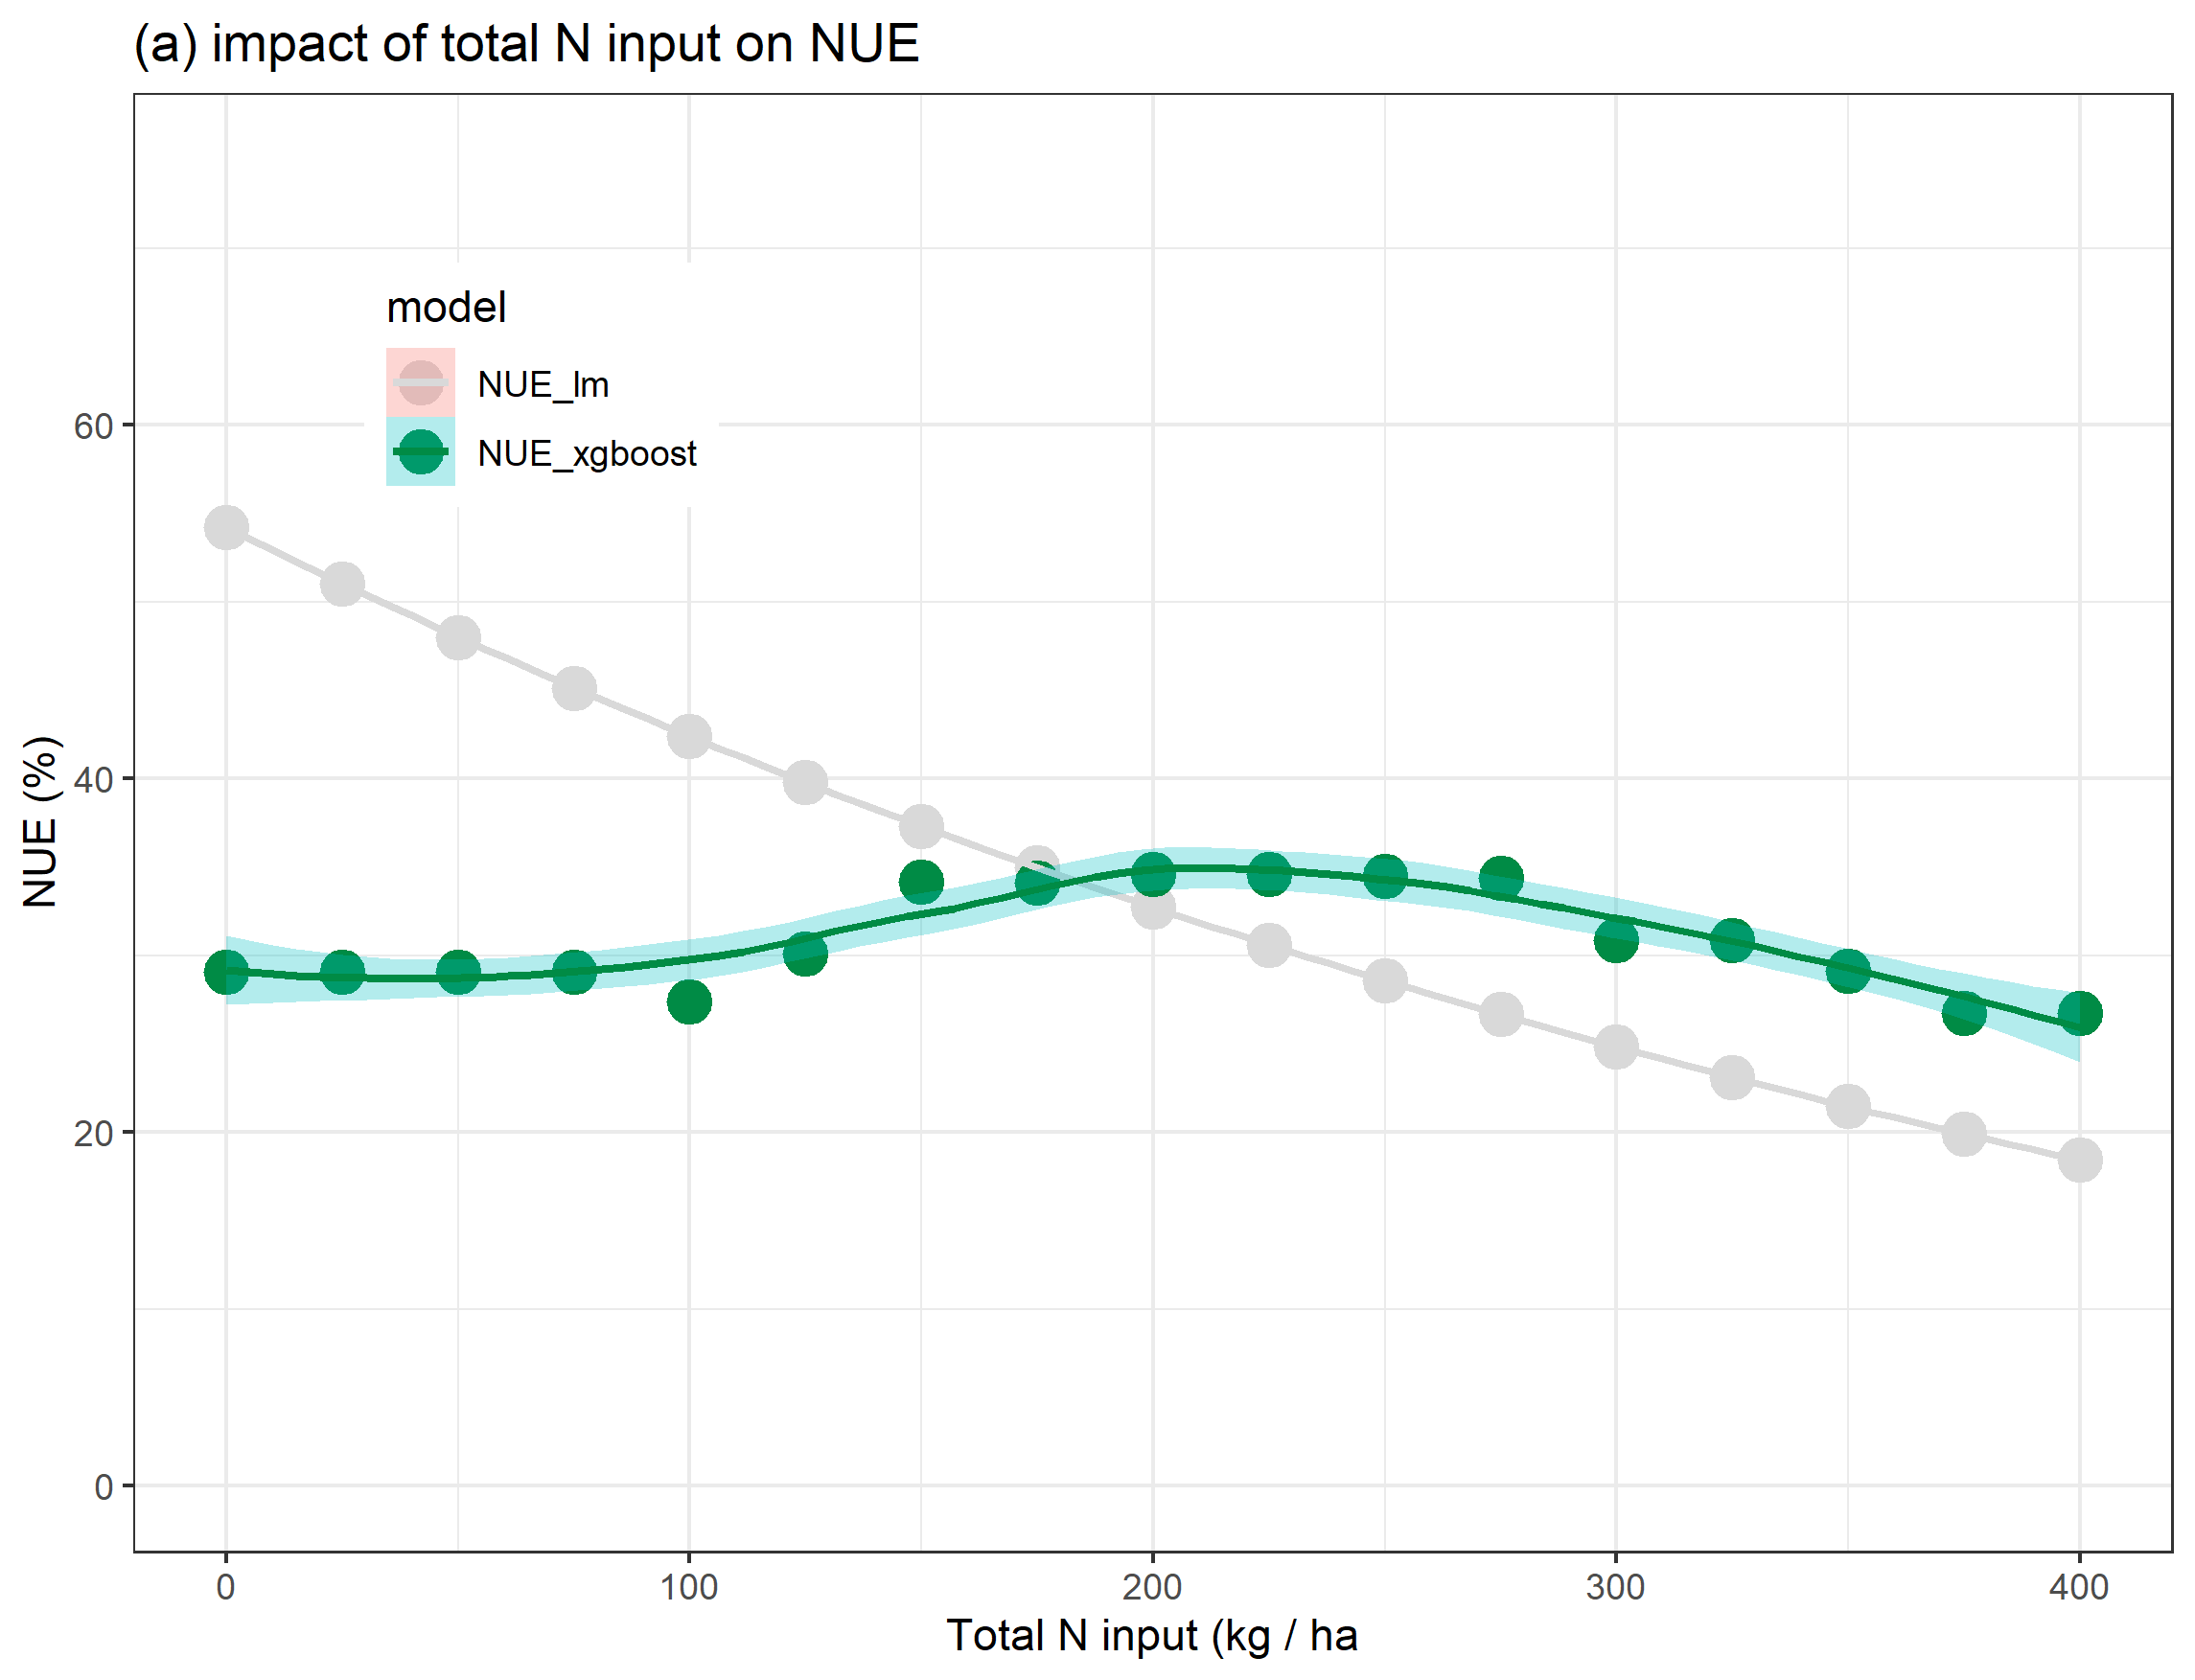 (a) impact of total N input on NUE
model
NUE_lm
NUE_xgboost
NUE (%)
60
40
20
0
0 100 200 300 400
Total N input (kg / ha